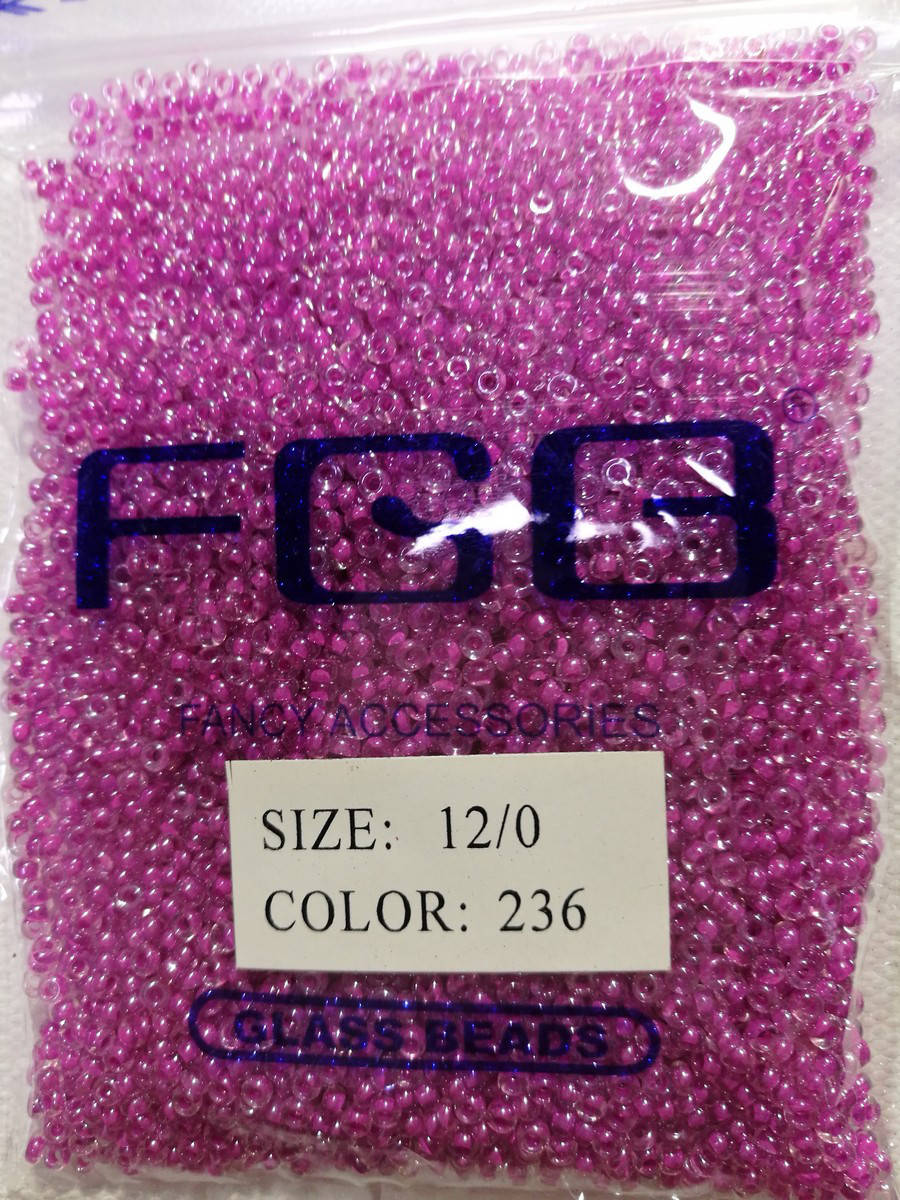 FGB
®
FANCY ACCESSORIES
SIZE: 12/0
COLOR: 236
GLASS BEADS